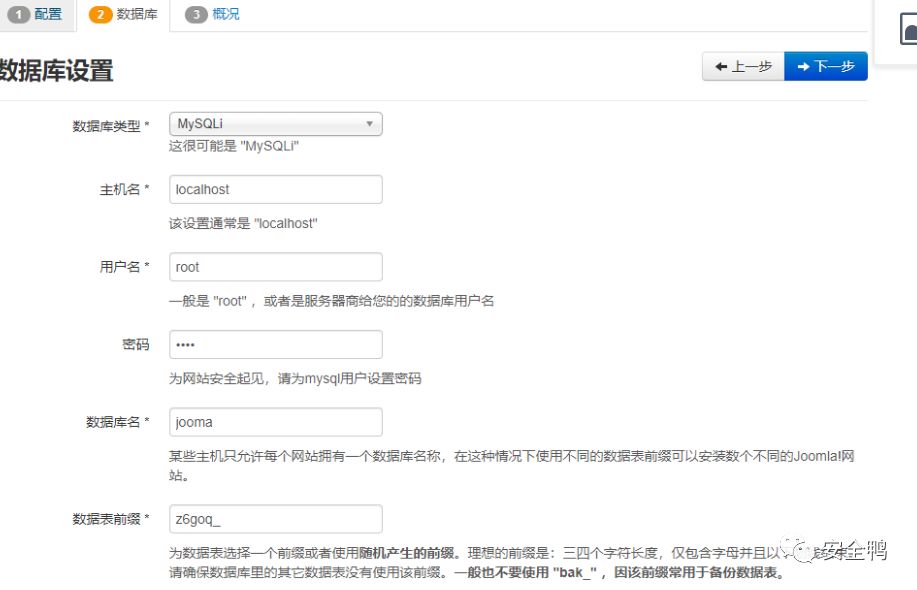 1 配置 2 数据库 3 概况
数据库设置
上一步 下一步
数据库类型 * MySQLi
这很可能是 "MySQLi"
主机名 * localhost
该设置通常是 "localhost"
用户名 * root
一般是 "root" ，或者是服务器商给您的的数据库用户名
密码 ••••
为网站安全起见，请为mysql用户设置密码
数据库名 * jooma
某些主机只允许每个网站拥有一个数据库名称，在这种情况下使用不同的数据表前缀可以安装数个不同的Joomla!网
站。
数据表前缀 * z6goq_
为数据表选择一个前缀或者使用随机产生的前缀。理想的前缀是：三四个字符长度，仅包含字母并且以
请确保数据库里的其它数据表没有使用该前缀。一般也不要使用 "bak_" ，因该前缀常用于备份数据表。
安全鸭